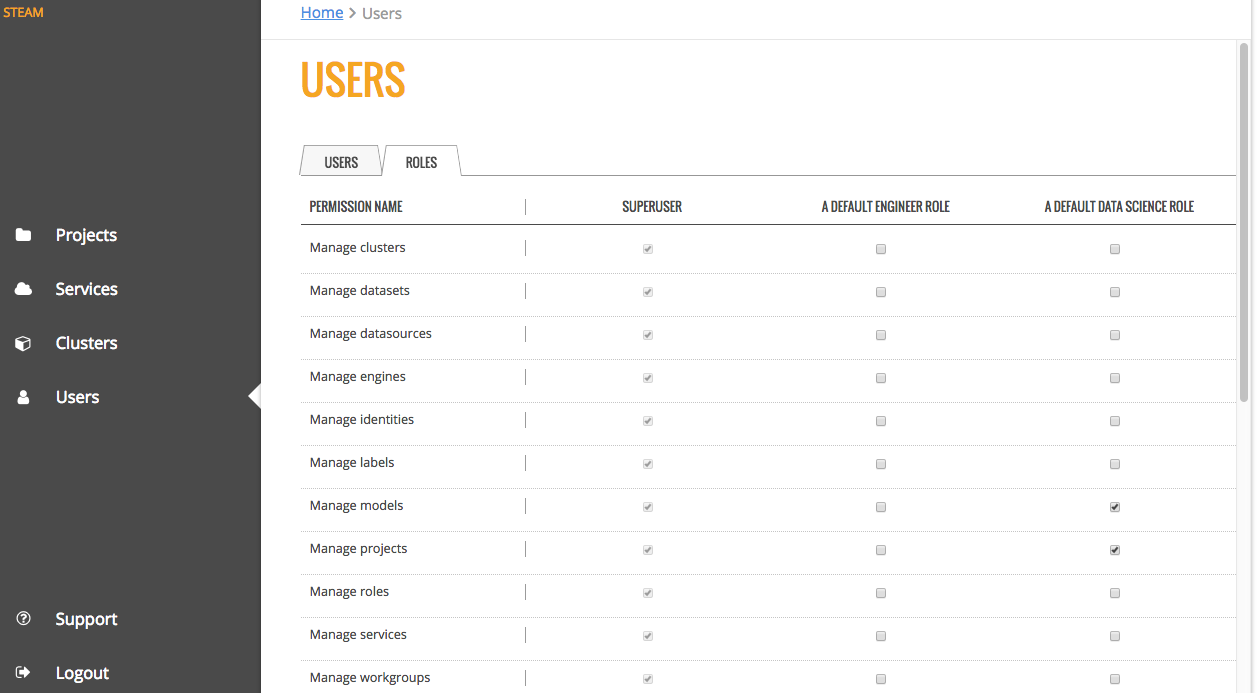 STEAM
Home > Users
USERS
USERS ROLES
PERMISSION NAME SUPERUSER A DEFAULT ENGINEER ROLE A DEFAULT DATA SCIENCE ROLE
Manage clusters
Manage datasets
Manage datasources
Manage engines
Manage identities
Manage labels
Manage models
Manage projects
Manage roles
Manage services
Manage workgroups
Projects
Services
Clusters
Users
Support
Logout